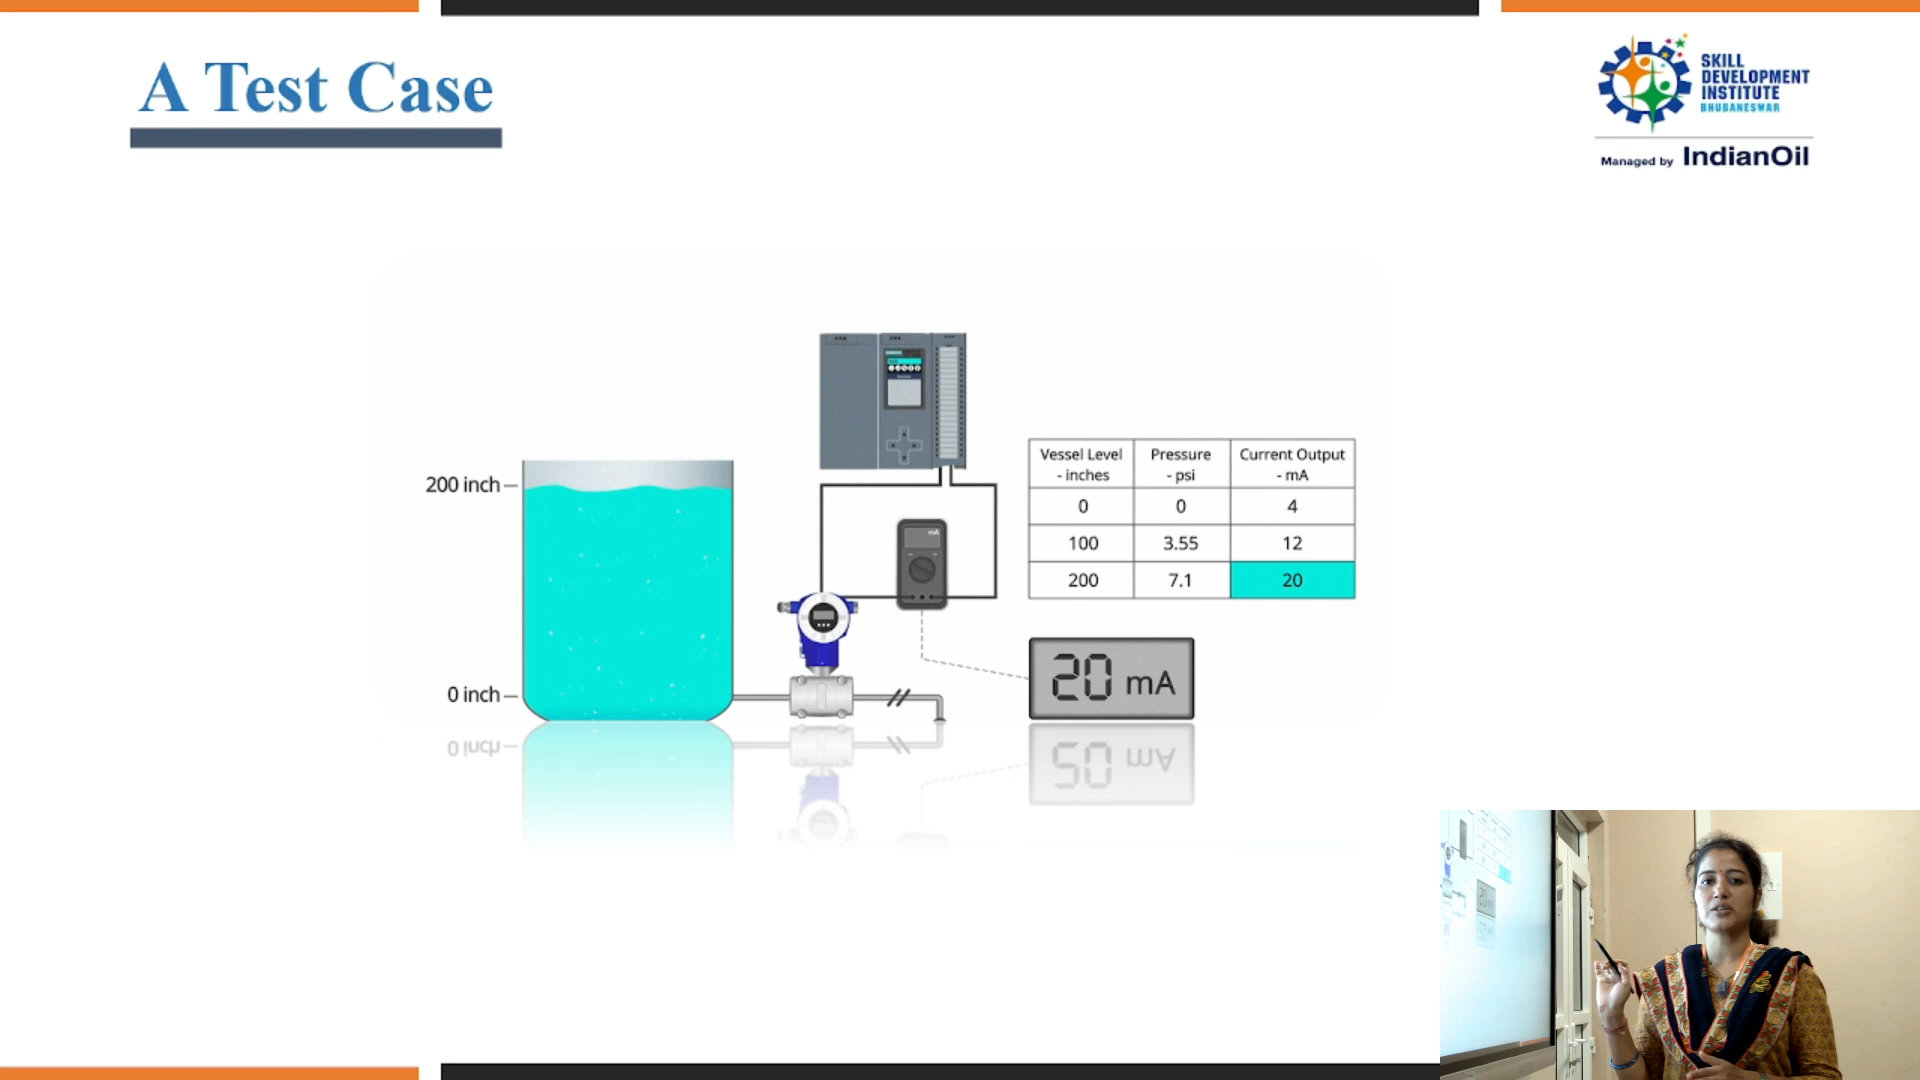 A Test Case
SKILL
DEVELOPMENT
INSTITUTE
BHUBANESWAR
Managed by IndianOil
200 inch
0 inch
Vessel Level - inches
Pressure - psi
Current Output - mA
0 0 4
100 3.55 12
200 7.1 20
mA
20 mA